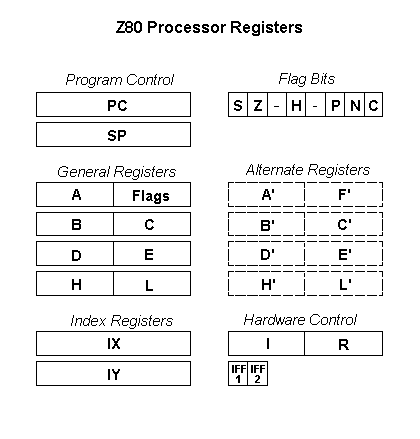 Z80 Processor Registers
Program Control
PC
SP
Flag Bits
S Z - H - P N C
General Registers
A Flags
B C
D E
H L
Alternate Registers
A' F'
B' C'
D' E'
H' L'
Index Registers
IX
IY
Hardware Control
I R
IFF IFF
1 2